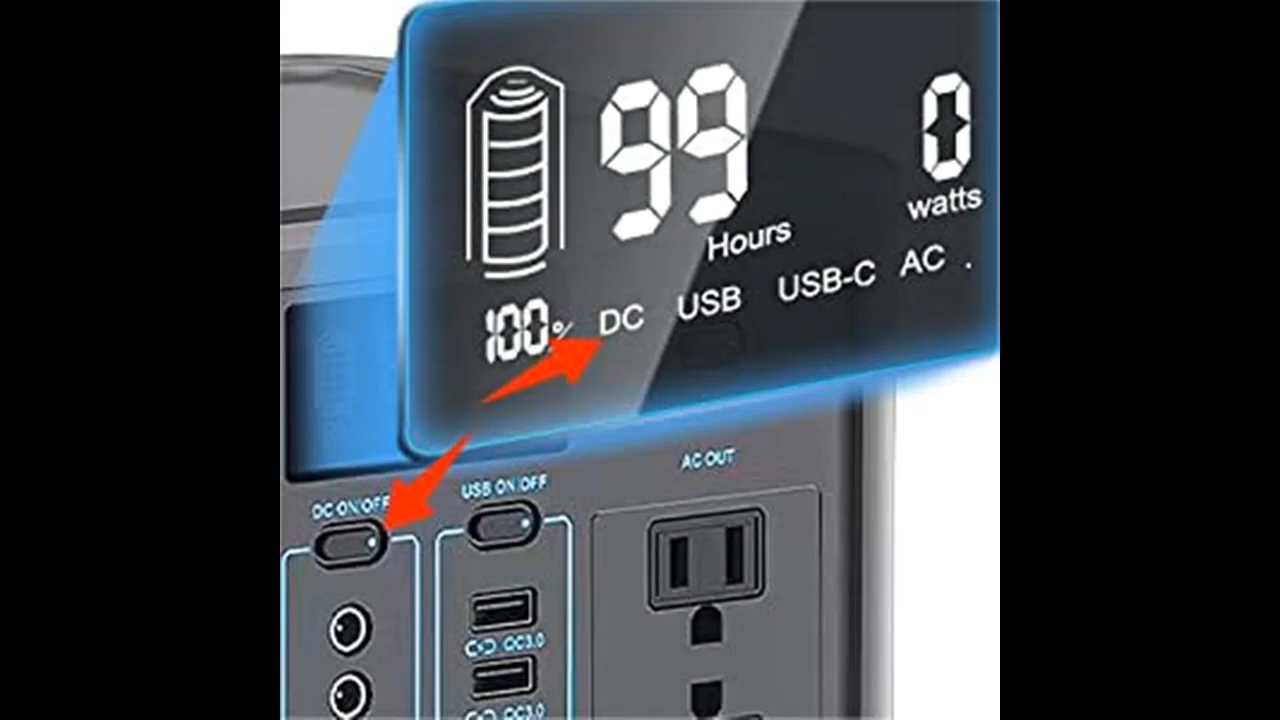 99
Hours
0
watts
100%
DC USB USB-C AC .
AC OUT
DC ON/OFF
USB ON/OFF
QC3.0
QC3.0